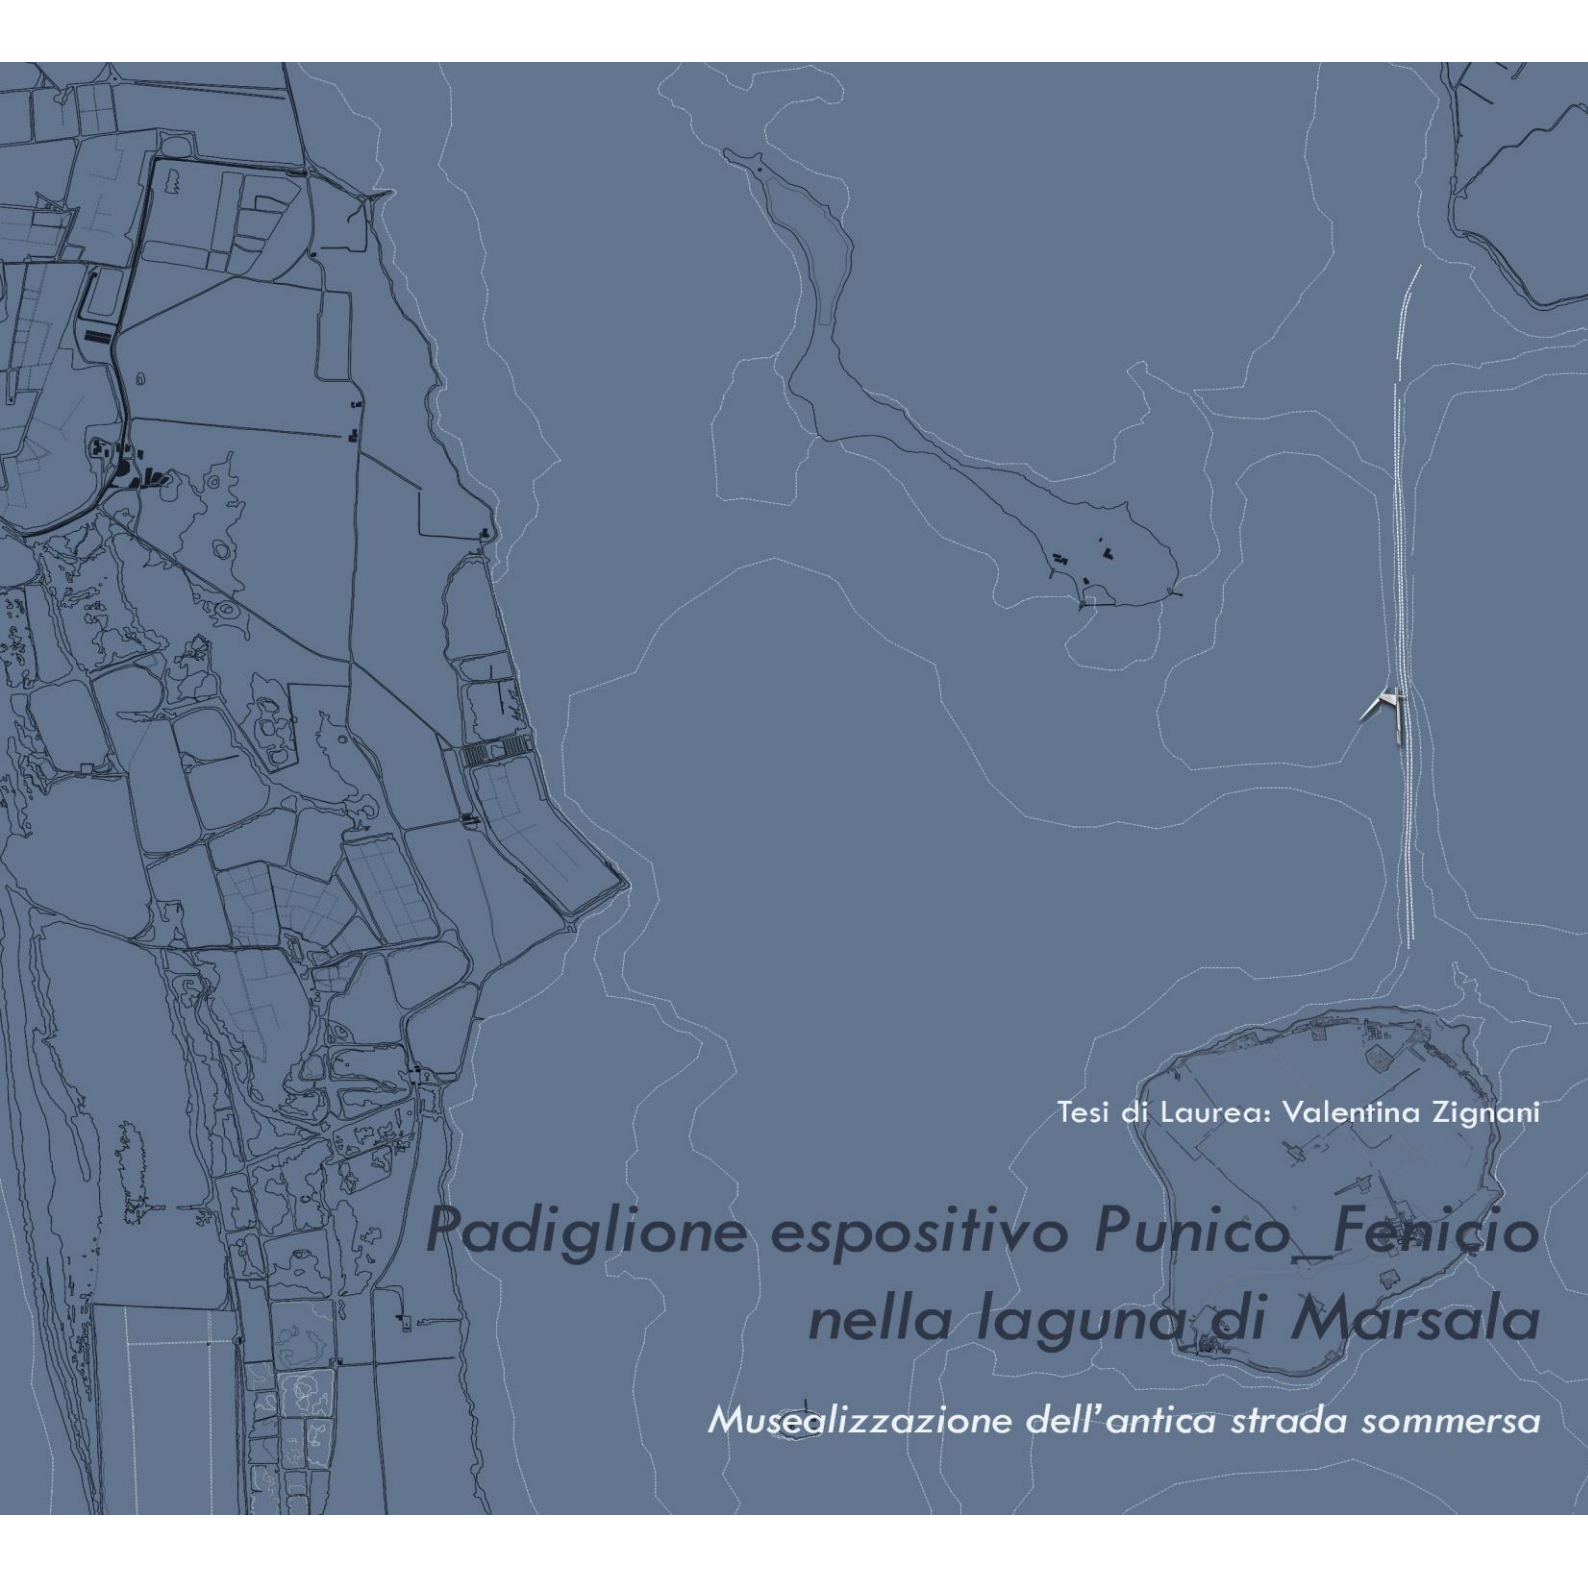 Tesi di Laurea: Valentina Zignani
Padiglione espositivo Punico_Fenicio
nella laguna di Marsala
Musealizzazione dell'antica strada sommersa